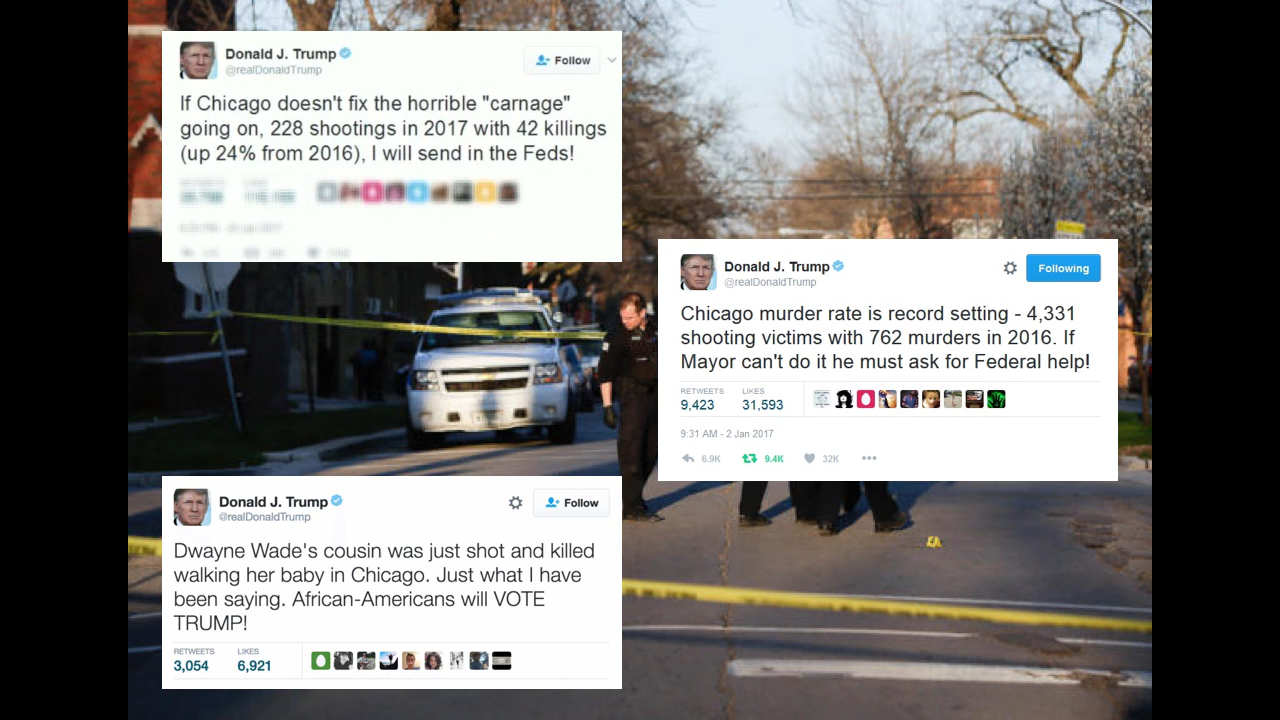 Donald J. Trump
@realDonaldTrump
Follow
If Chicago doesn't fix the horrible "carnage"
going on, 228 shootings in 2017 with 42 killings
(up 24% from 2016), I will send in the Feds!
Donald J. Trump
@realDonaldTrump
Following
Chicago murder rate is record setting - 4,331
shooting victims with 762 murders in 2016. If
Mayor can't do it he must ask for Federal help!
RETWEETS LIKES
9,423 31,593
9:31 AM - 2 Jan 2017
6.9K 9.4K 32K
Donald J. Trump
@realDonaldTrump
Follow
Dwayne Wade's cousin was just shot and killed
walking her baby in Chicago. Just what I have
been saying. African-Americans will VOTE
TRUMP!
RETWEETS LIKES
3,054 6,921